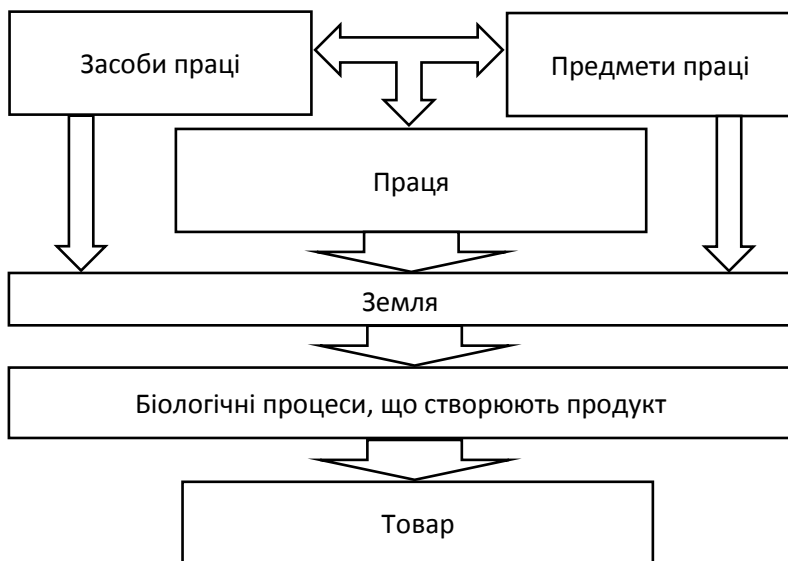 Засоби праці
Предмети праці
Праця
Земля
Біологічні процеси, що створюють продукт
Товар